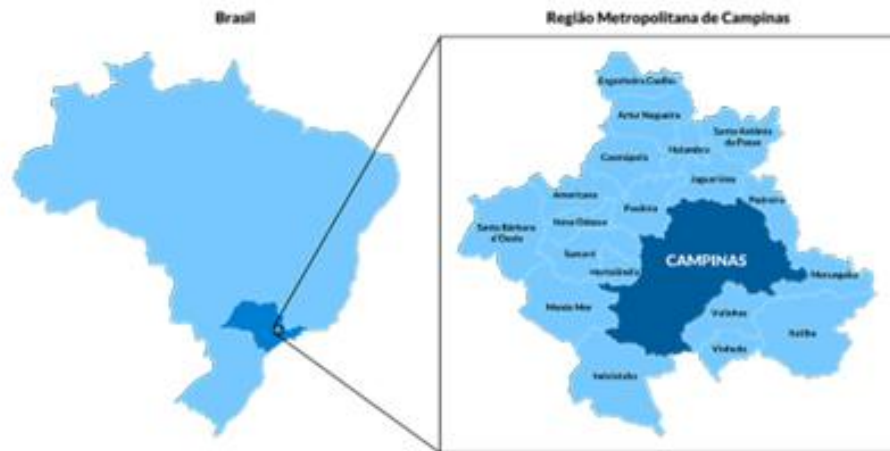 Brasil
Região Metropolitana de Campinas
Engenheiro Coelho
Artur Nogueira
Santo Antônio
de Posse
Holambra
Cosmópolis
Jaguariúna
Americana
Paulínia
Pedreira
Nova Odessa
Santa Bárbara
d'Oeste
Sumaré
CAMPINAS
Hortolândia
Morungaba
Monte Mor
Valinhos
Itatiba
Vinhedo
Indaiatuba